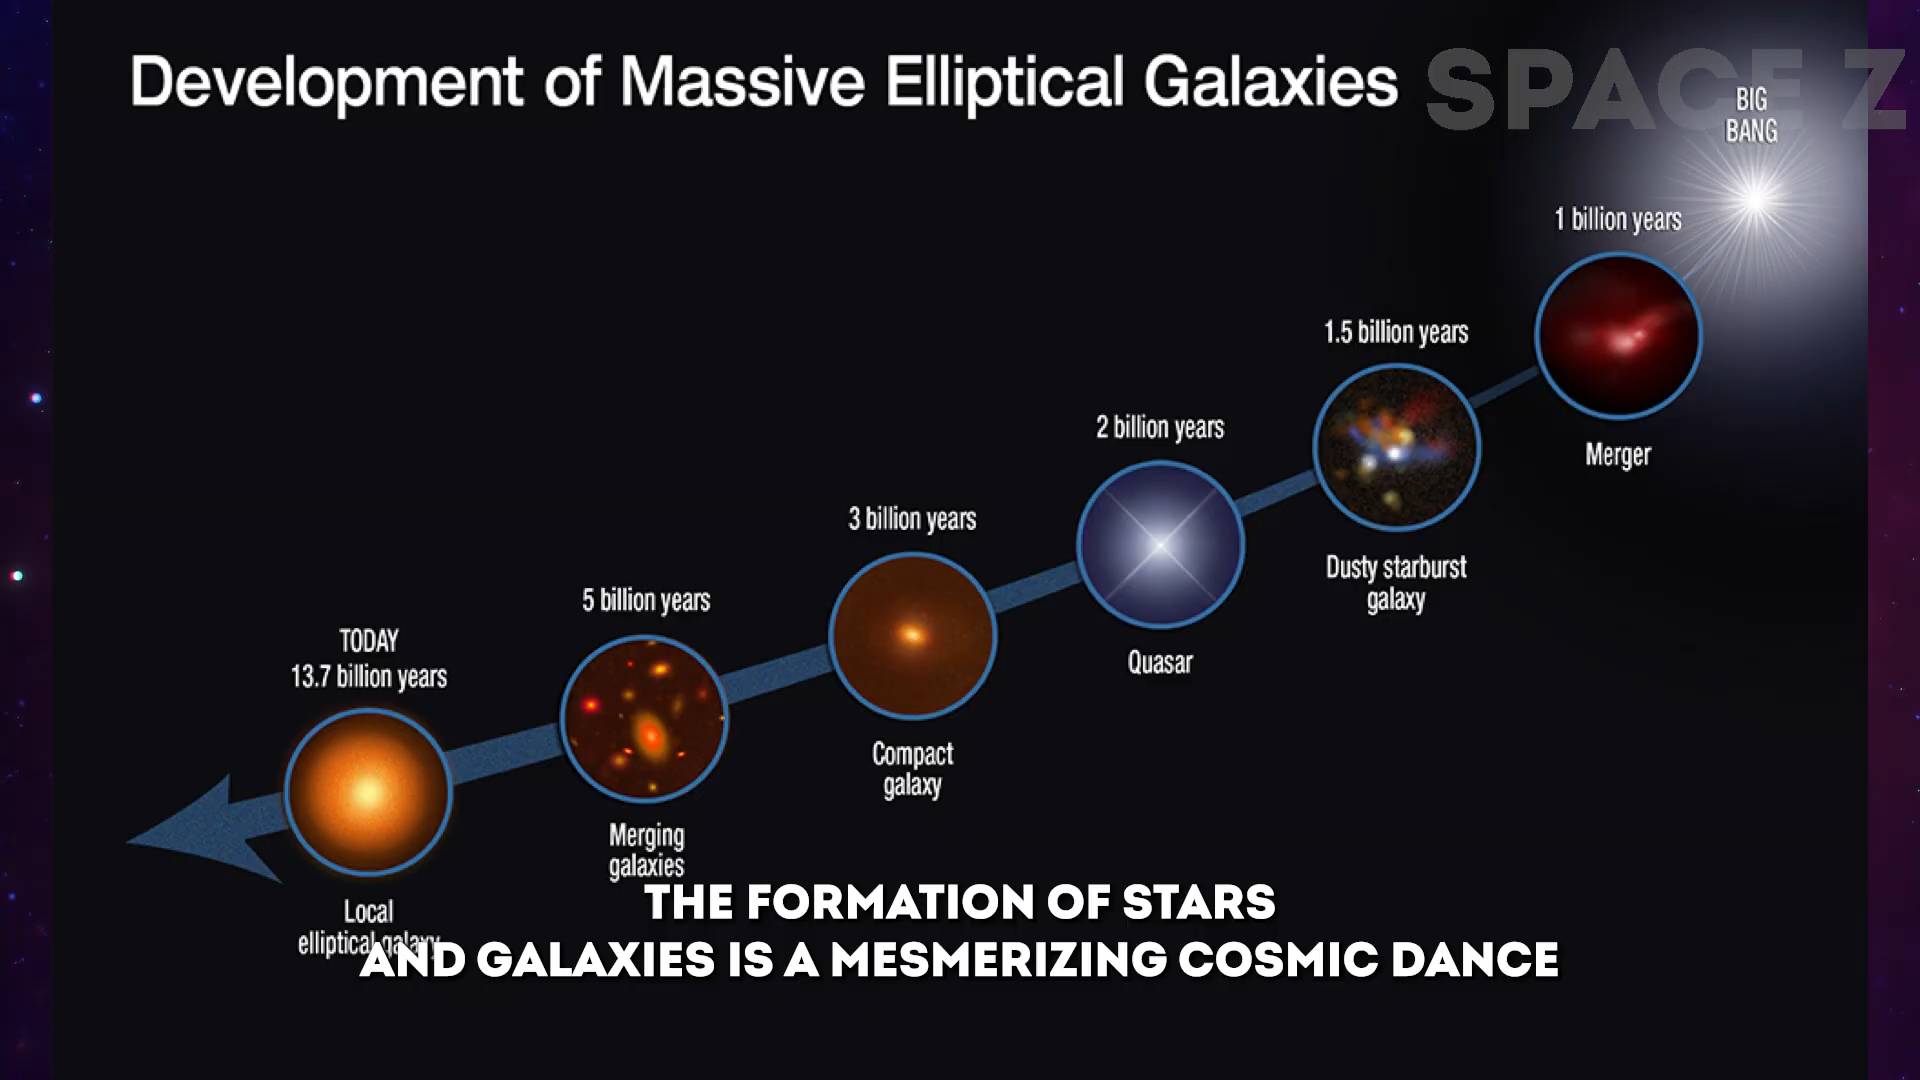 Development of Massive Elliptical Galaxies
SPACE Z
BIG
BANG
1 billion years
Merger
1.5 billion years
Dusty starburst
galaxy
2 billion years
Quasar
3 billion years
Compact
galaxy
5 billion years
Merging
galaxies
TODAY
13.7 billion years
Local
elliptical galaxy
THE FORMATION OF STARS
AND GALAXIES IS A MESMERIZING COSMIC DANCE